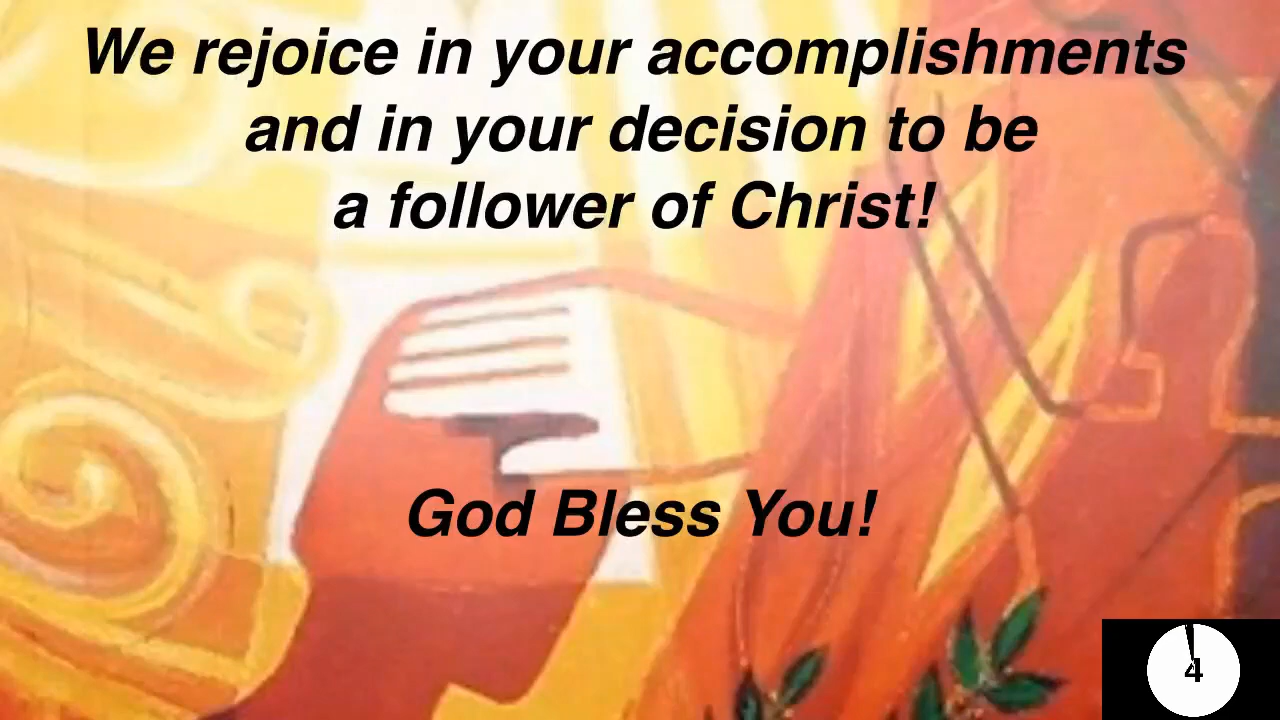 We rejoice in your accomplishments
and in your decision to be
a follower of Christ!
God Bless You!
4